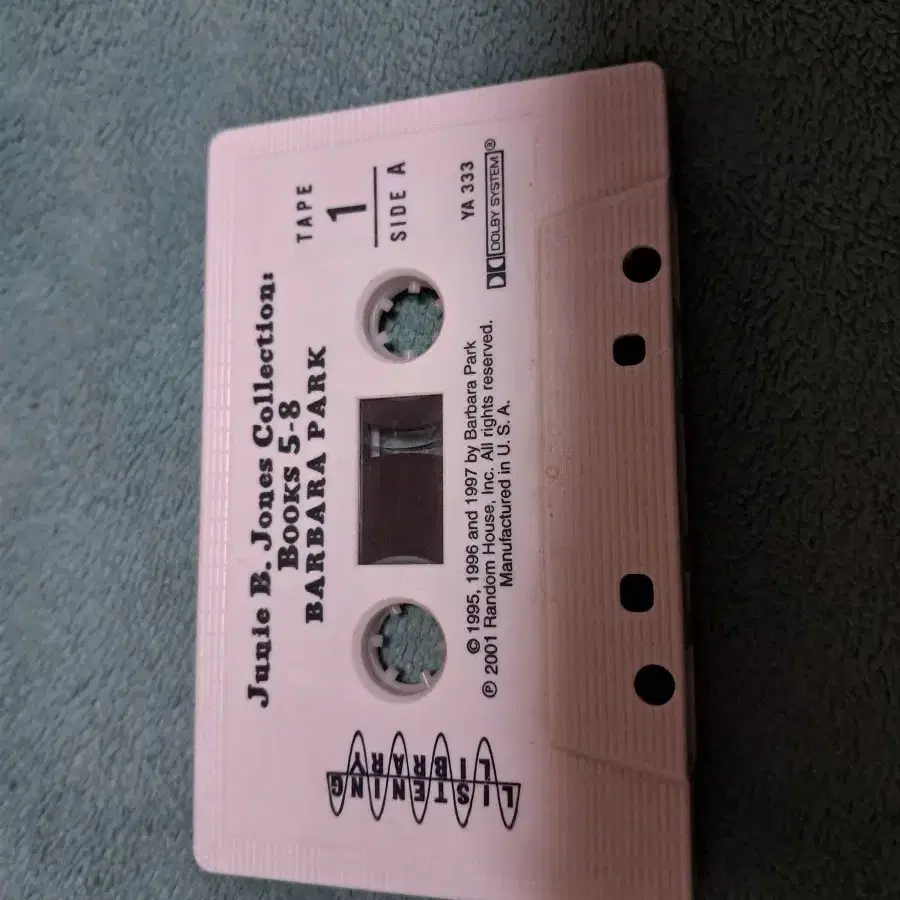 Junie B. Jones Collection:
Books 5-8
BARBARA PARK
TAPE
1
SIDE A
LISTENING
LIBRARY
YA 333
DOLBY SYSTEM®
© 1995, 1996 and 1997 by Barbara Park
℗ 2001 Random House, Inc. All rights reserved.
Manufactured in U. S. A.